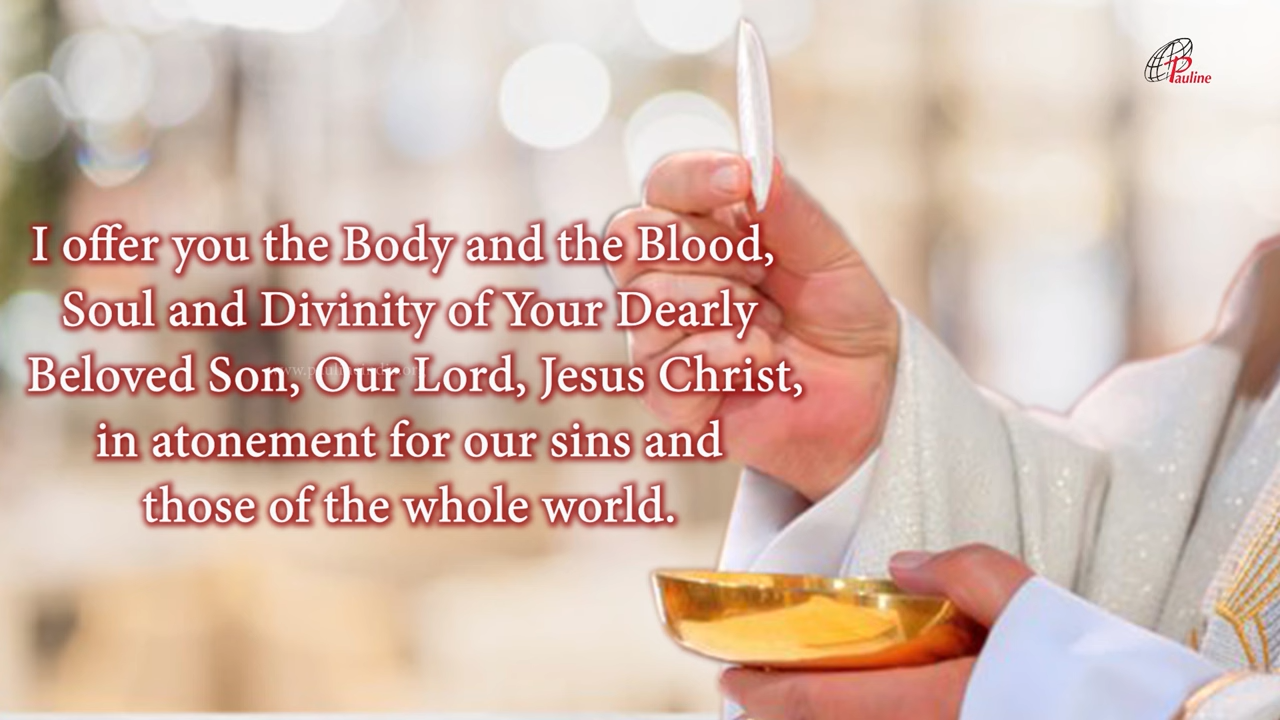 Pauline
I offer you the Body and the Blood,
Soul and Divinity of Your Dearly
Beloved Son, Our Lord, Jesus Christ,
in atonement for our sins and
those of the whole world.